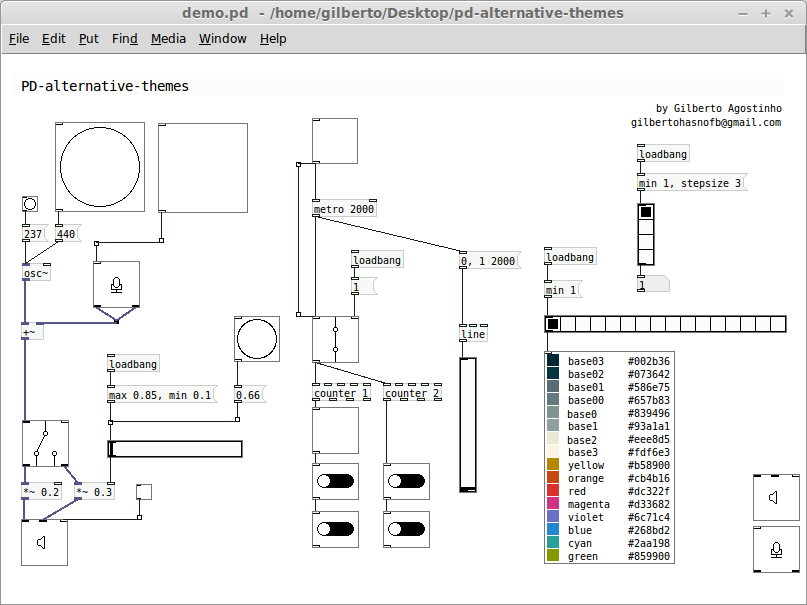 demo.pd - /home/gilberto/Desktop/pd-alternative-themes
File Edit Put Find Media Window Help
PD-alternative-themes
by Gilberto Agostinho
gilbertohasnofb@gmail.com
loadbang
min 1, stepsize 3
1
metro 2000
237
440
osc~
+~
loadbang
1
0, 1 2000
line
loadbang
min 1
loadbang
max 0.85, min 0.1
0.66
counter 1
counter 2
*~ 0.2
*~ 0.3
base03 #002b36
base02 #073642
base01 #586e75
base00 #657b83
base0 #839496
base1 #93a1a1
base2 #eee8d5
base3 #fdf6e3
yellow #b58900
orange #cb4b16
red #dc322f
magenta #d33682
violet #6c71c4
blue #268bd2
cyan #2aa198
green #859900